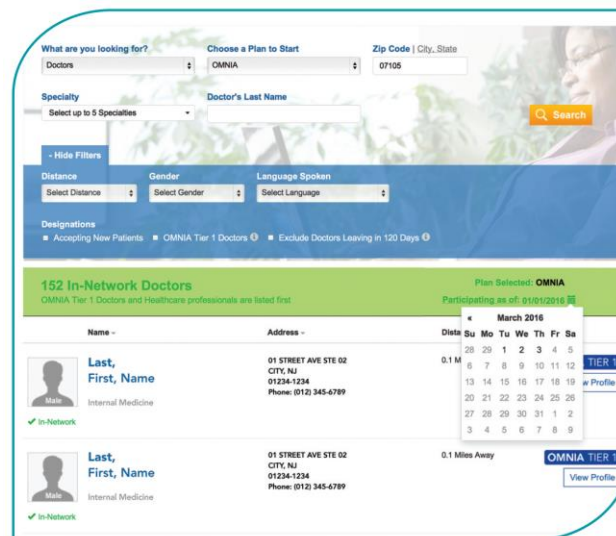 What are you looking for? Choose a Plan to Start Zip Code | City, State
Doctors OMNIA 07105
Specialty Doctor's Last Name
Select up to 5 Specialties Search
- Hide Filters
Distance Gender Language Spoken
Select Distance Select Gender Select Language
Designations
Accepting New Patients OMNIA Tier 1 Doctors Exclude Doctors Leaving in 120 Days
152 In-Network Doctors Plan Selected: OMNIA
OMNIA Tier 1 Doctors and Healthcare professionals are listed first Participating as of: 01/01/2016
« March 2016
Name Address Dista Su Mo Tu We Th Fr Sa
28 29 1 2 3 4 5
Last, 01 STREET AVE STE 02 0.1 M TIER 1
First, Name CITY, NJ 6 7 8 9 10 11 12
01234-1234 13 14 15 16 17 18 19 w Profile
Male Internal Medicine Phone: (012) 345-6789 20 21 22 23 24 25 26
In-Network 27 28 29 30 31 1 2
3 4 5 6 7 8 9
Last, 01 STREET AVE STE 02 0.1 Miles Away OMNIA TIER 1
First, Name CITY, NJ
01234-1234 View Profile
Male Internal Medicine Phone: (012) 345-6789
In-Network